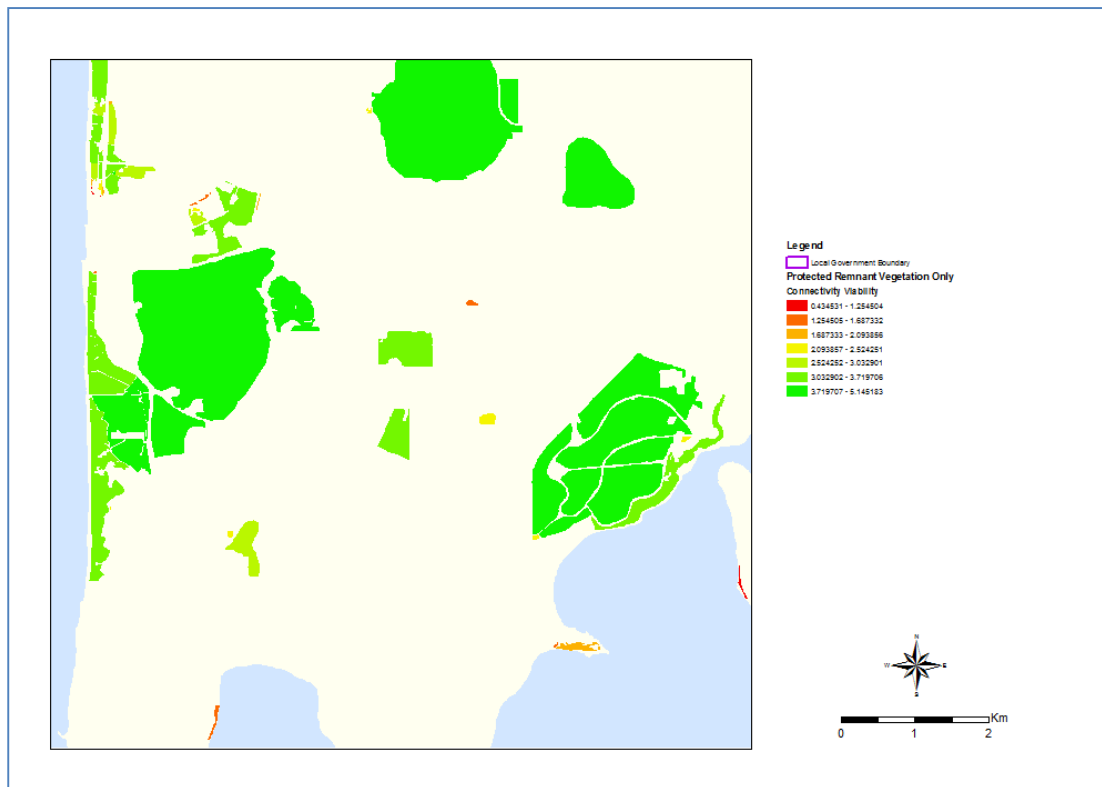 Legend
Local Government Boundary
Protected Remnant Vegetation Only
Connectivity Viability
0.434531 - 1.254504
1.254505 - 1.687332
1.687333 - 2.093856
2.093857 - 2.524251
2.524252 - 3.032901
3.032902 - 3.719706
3.719707 - 5.145183
N
W E
S
Km
0 1 2